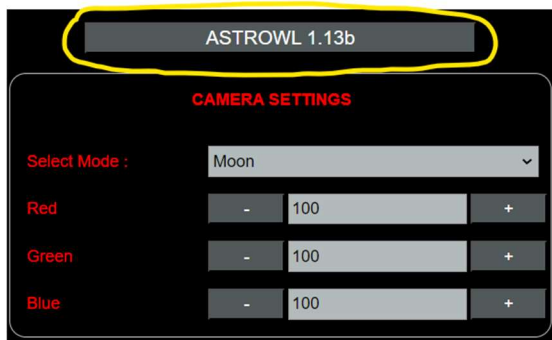 ASTROWL 1.13b
CAMERA SETTINGS
Select Mode : Moon
Red - 100 +
Green - 100 +
Blue - 100 +